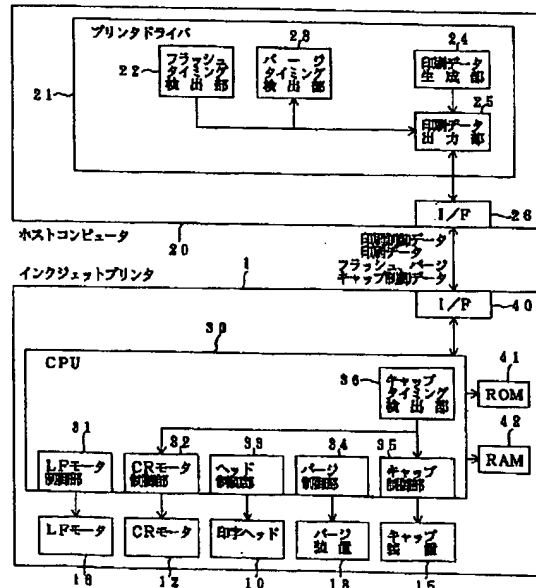 プリンタドライバ
21
22
フラッシュ
タイミング
検出部
23
パージ
タイミング
検出部
24
印刷データ
生成部
25
印刷データ
出力部
I/F
26
ホストコンピュータ
20
印刷制御データ
印刷データ
フラッシュ、パージ
キャップ制御データ
インクジェットプリンタ
1
I/F
40
30
CPU
36
キャップ
タイミング
検出部
41
ROM
42
RAM
31
LFモータ
制御部
32
CRモータ
制御部
33
ヘッド
制御部
34
パージ
制御部
35
キャップ
制御部
LFモータ
CRモータ
印字ヘッド
パージ
装置
キャップ
装置
16
12
10
18
15